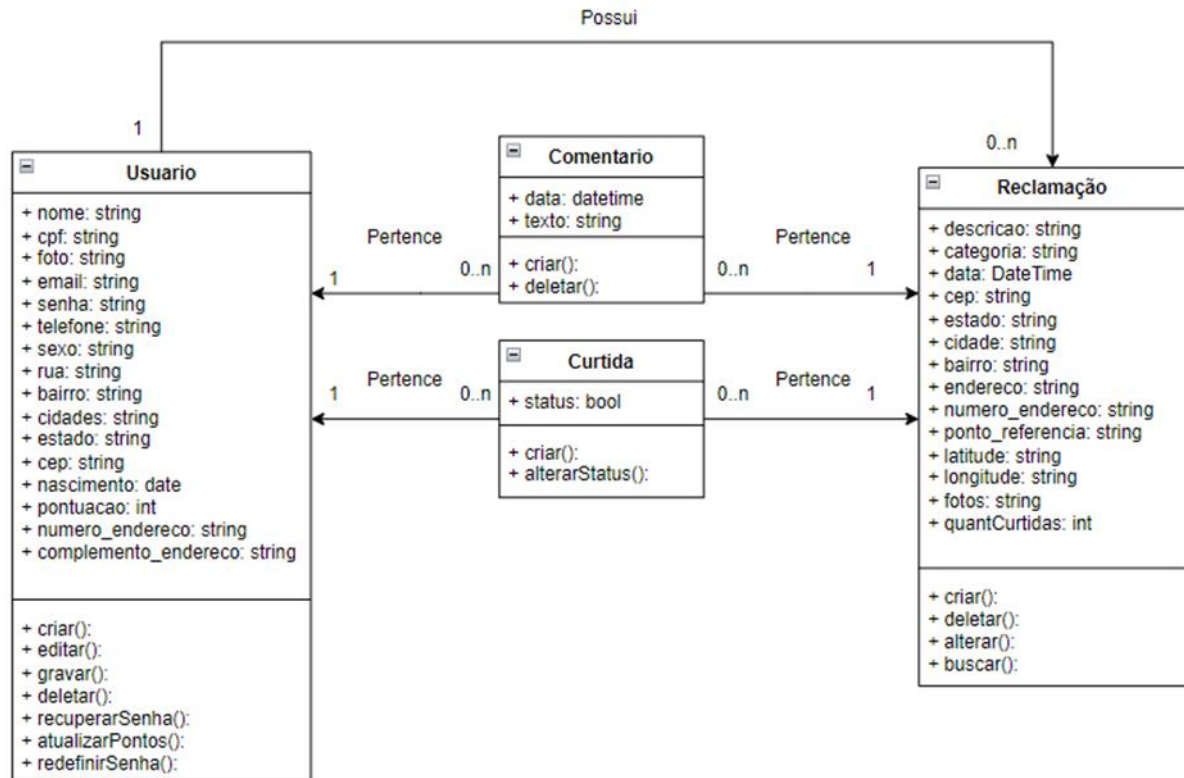 Possui
1
0..n
Usuario
+ nome: string
+ cpf: string
+ foto: string
+ email: string
+ senha: string
+ telefone: string
+ sexo: string
+ rua: string
+ bairro: string
+ cidades: string
+ estado: string
+ cep: string
+ nascimento: date
+ pontuacao: int
+ numero_endereco: string
+ complemento_endereco: string
+ criar():
+ editar():
+ gravar():
+ deletar():
+ recuperarSenha():
+ atualizarPontos():
+ redefinirSenha():
Pertence
1
0..n
Pertence
1
0..n
Comentario
+ data: datetime
+ texto: string
+ criar():
+ deletar():
Curtida
+ status: bool
+ criar():
+ alterarStatus():
Pertence
0..n
1
Pertence
0..n
1
Reclamação
+ descricao: string
+ categoria: string
+ data: DateTime
+ cep: string
+ estado: string
+ cidade: string
+ bairro: string
+ endereco: string
+ numero_endereco: string
+ ponto_referencia: string
+ latitude: string
+ longitude: string
+ fotos: string
+ quantCurtidas: int
+ criar():
+ deletar():
+ alterar():
+ buscar():